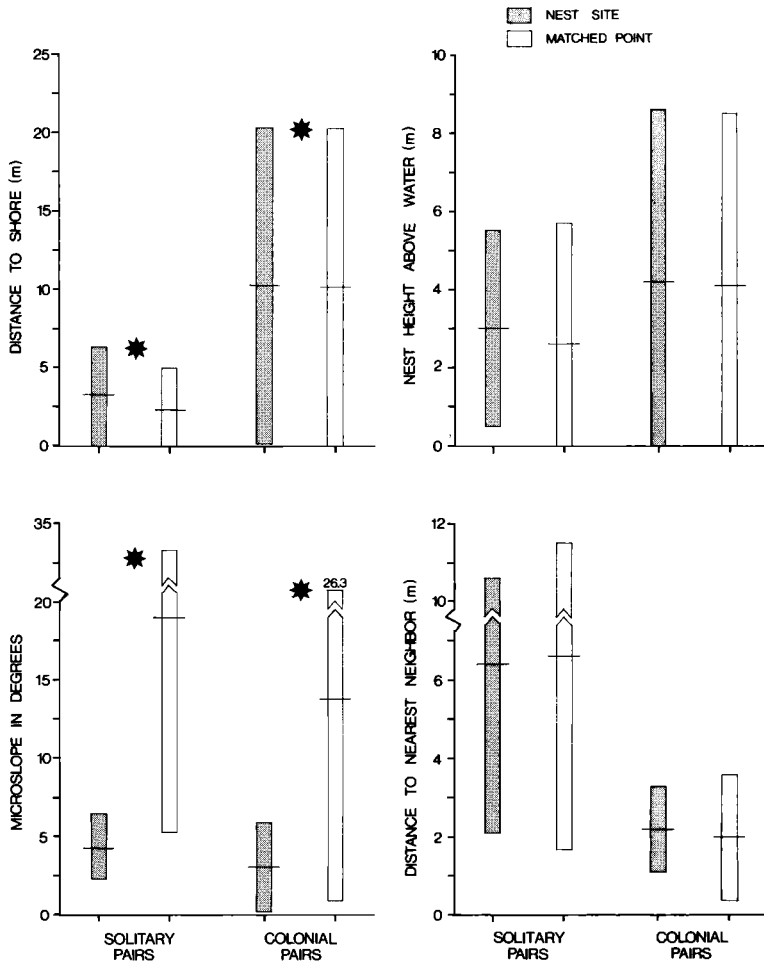 NEST SITE
MATCHED POINT
DISTANCE TO SHORE (m)
25
20
15
10
5
0
NEST HEIGHT ABOVE WATER (m)
10
8
6
4
2
0
MICROSLOPE IN DEGREES
35
20
15
10
5
0
26.3
SOLITARY
PAIRS
COLONIAL
PAIRS
DISTANCE TO NEAREST NEIGHBOR (m)
12
10
6
4
2
0
SOLITARY
PAIRS
COLONIAL
PAIRS